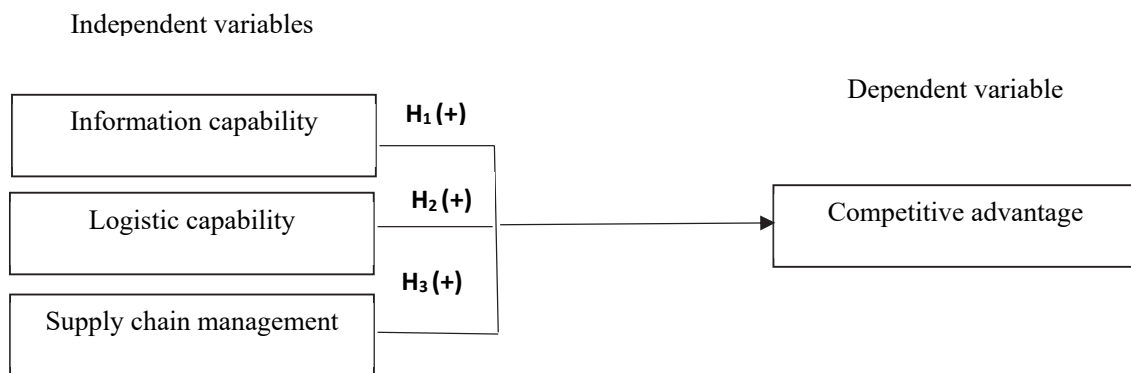 Independent variables
Dependent variable
Information capability
H₁ (+)
Logistic capability
H₂ (+)
Competitive advantage
Supply chain management
H₃ (+)